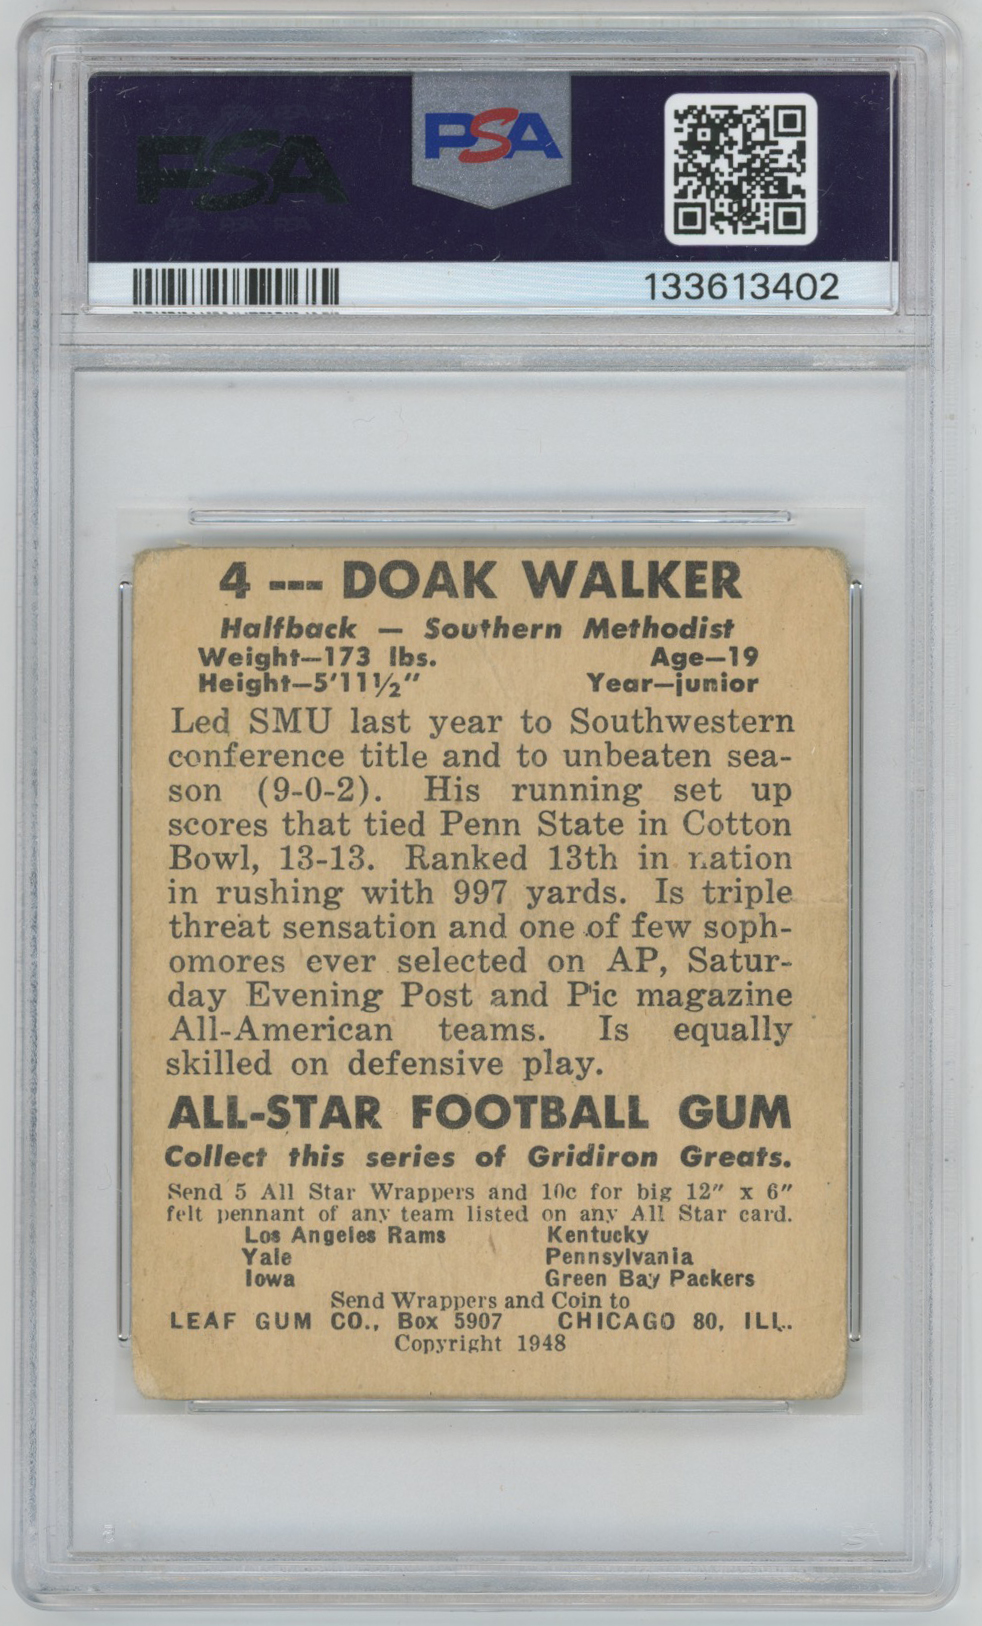 PSA
PSA
133613402
4 --- DOAK WALKER
Halfback — Southern Methodist
Weight—173 lbs. Age—19
Height—5'11½" Year—junior
Led SMU last year to Southwestern
conference title and to unbeaten sea-
son (9-0-2). His running set up
scores that tied Penn State in Cotton
Bowl, 13-13. Ranked 13th in nation
in rushing with 997 yards. Is triple
threat sensation and one of few soph-
omores ever selected on AP, Satur-
day Evening Post and Pic magazine
All-American teams. Is equally
skilled on defensive play.
ALL-STAR FOOTBALL GUM
Collect this series of Gridiron Greats.
Send 5 All Star Wrappers and 10c for big 12" x 6"
felt pennant of any team listed on any All Star card.
Los Angeles Rams Kentucky
Yale Pennsylvania
Iowa Green Bay Packers
Send Wrappers and Coin to
LEAF GUM CO., Box 5907 CHICAGO 80, ILL.
Copyright 1948